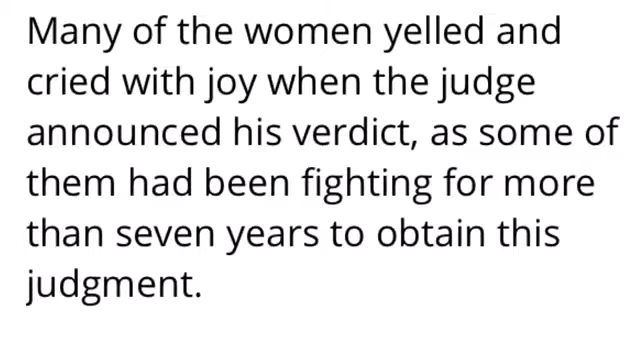 Many of the women yelled and
cried with joy when the judge
announced his verdict, as some of
them had been fighting for more
than seven years to obtain this
judgment.